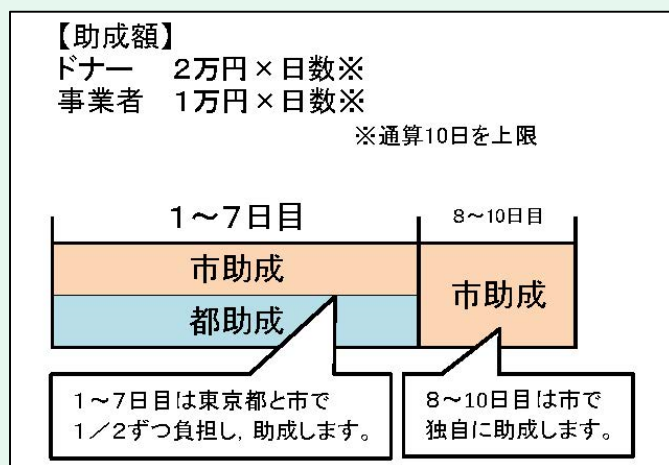 【助成額】
ドナー　2万円×日数※
事業者　1万円×日数※
※通算10日を上限
1～7日目
8～10日目
市助成
都助成
市助成
1～7日目は東京都と市で
1／2ずつ負担し，助成します。
8～10日目は市で
独自に助成します。